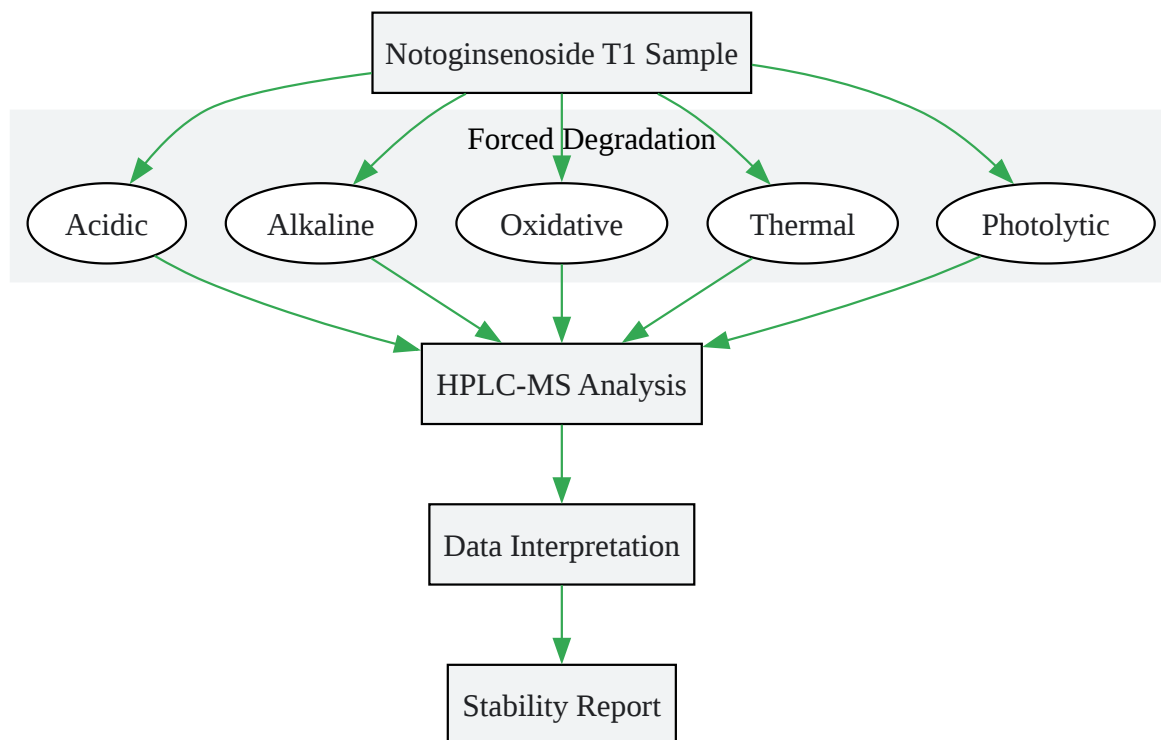 Notoginsenoside T1 Sample
Forced Degradation
Acidic
Alkaline
Oxidative
Thermal
Photolytic
HPLC-MS Analysis
Data Interpretation
Stability Report